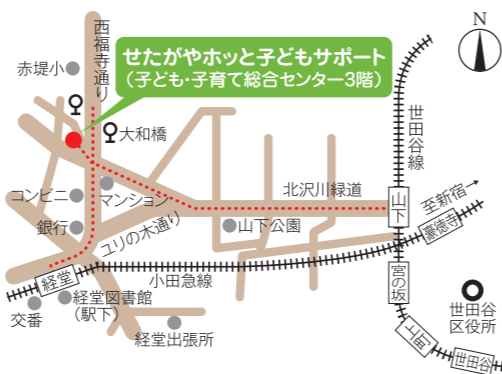 せたがやホッと子どもサポート
(子ども・子育て総合センター3階)
N
西福寺通り
赤堤小
大和橋
世田谷線
コンビニ
マンション
北沢川緑道
山下
至新宿→
豪徳寺
銀行
ユリの木通り
山下公園
小田急線
経堂
宮の坂
経堂図書館
(駅下)
交番
経堂出張所
世田谷
区役所
上町
世田谷